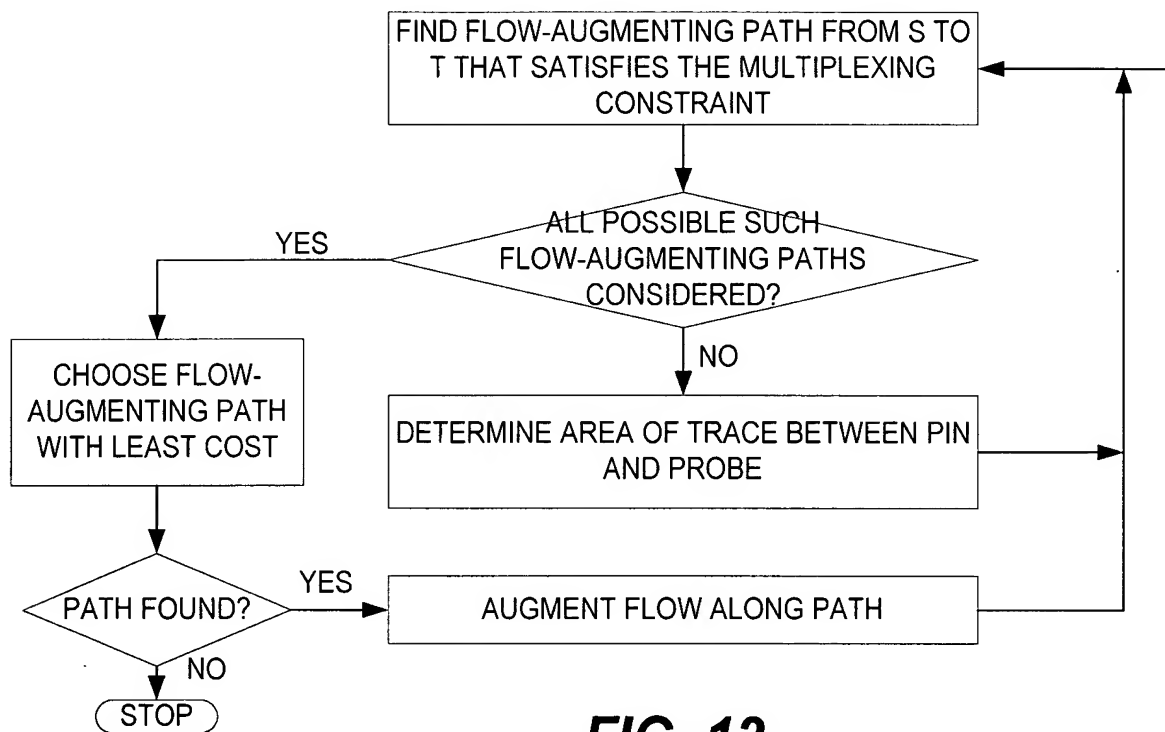 FIND FLOW-AUGMENTING PATH FROM S TO
T THAT SATISFIES THE MULTIPLEXING
CONSTRAINT
ALL POSSIBLE SUCH
FLOW-AUGMENTING PATHS
CONSIDERED?
YES
NO
CHOOSE FLOW-
AUGMENTING PATH
WITH LEAST COST
DETERMINE AREA OF TRACE BETWEEN PIN
AND PROBE
PATH FOUND?
YES
AUGMENT FLOW ALONG PATH
NO
STOP